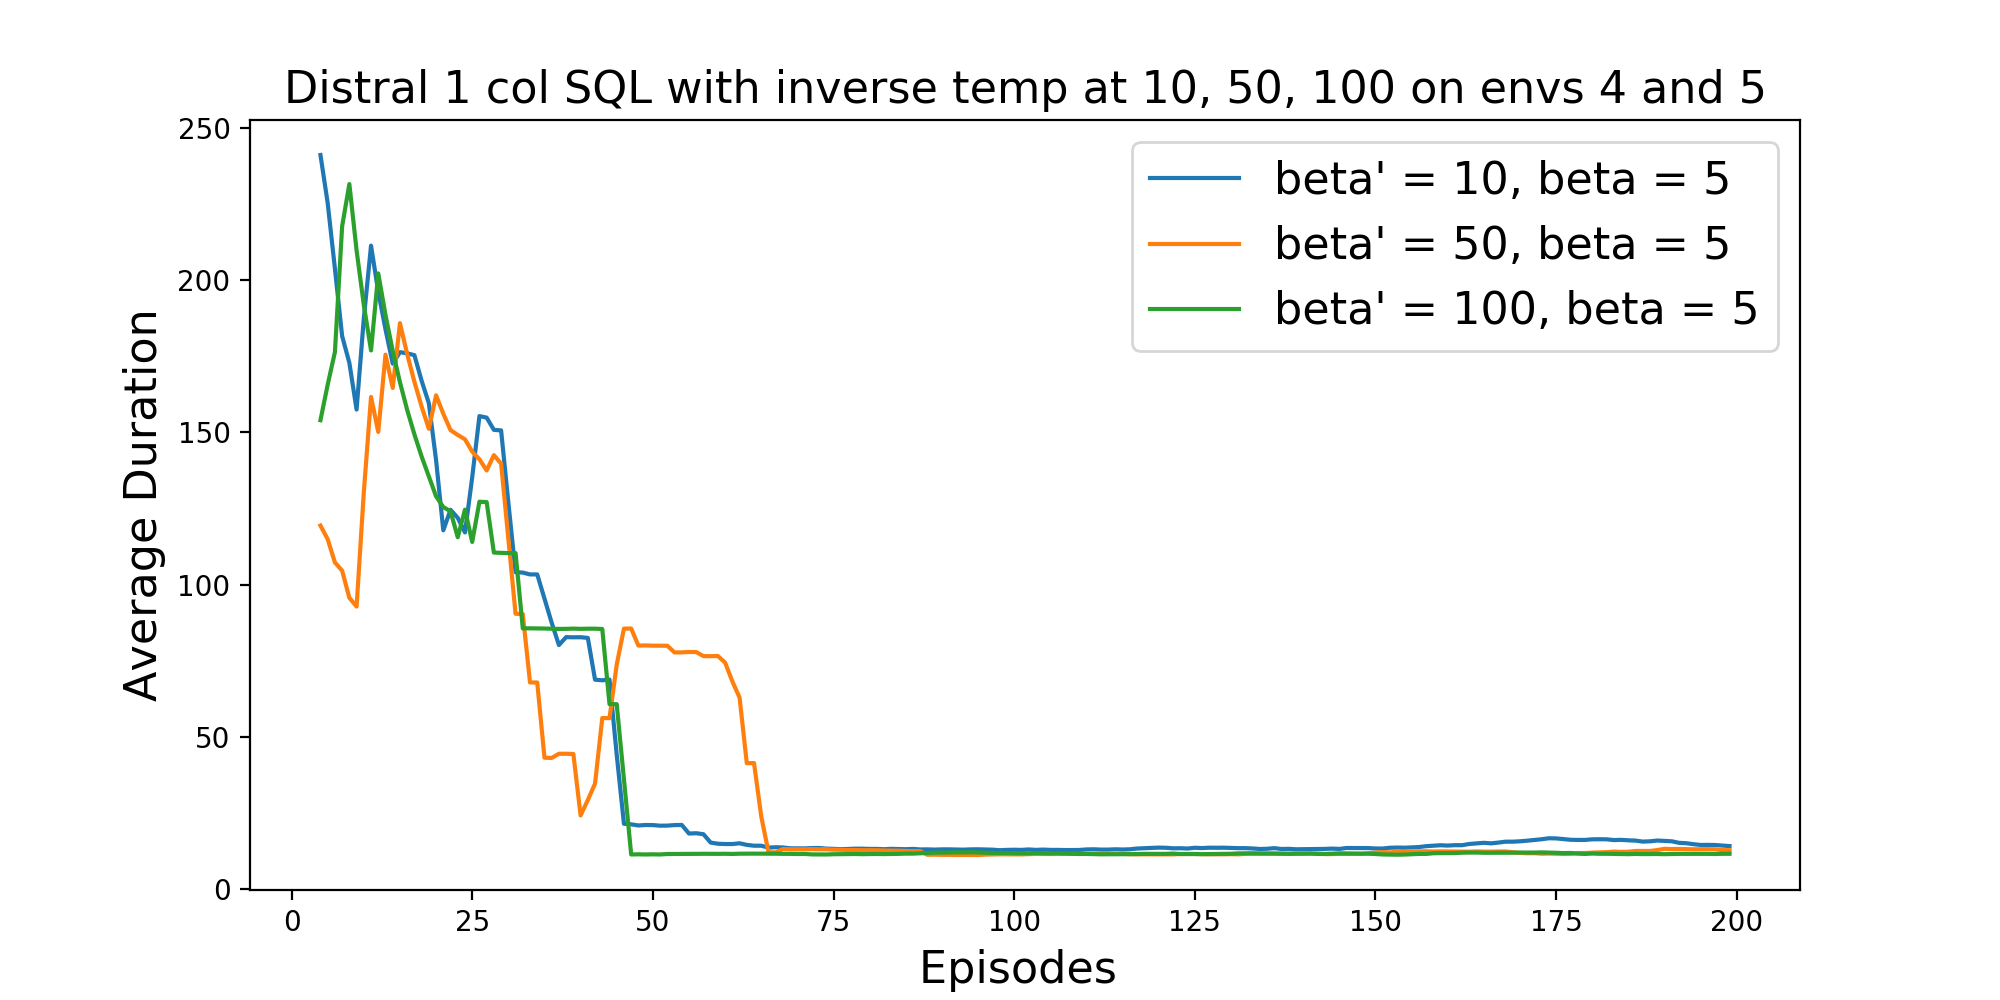 Distral 1 col SQL with inverse temp at 10, 50, 100 on envs 4 and 5
beta' = 10, beta = 5
beta' = 50, beta = 5
beta' = 100, beta = 5
Average Duration
250
200
150
100
50
0
0 25 50 75 100 125 150 175 200
Episodes